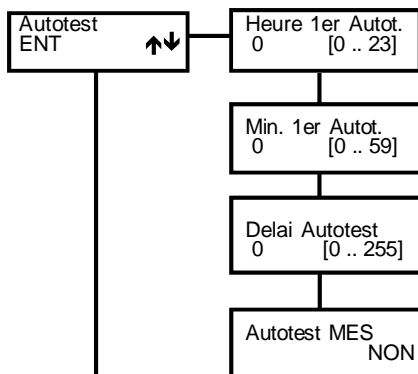 Autotest
ENT
Heure 1er Autot.
0 [0 .. 23]
Min. 1er Autot.
0 [0 .. 59]
Delai Autotest
0 [0 .. 255]
Autotest MES
NON